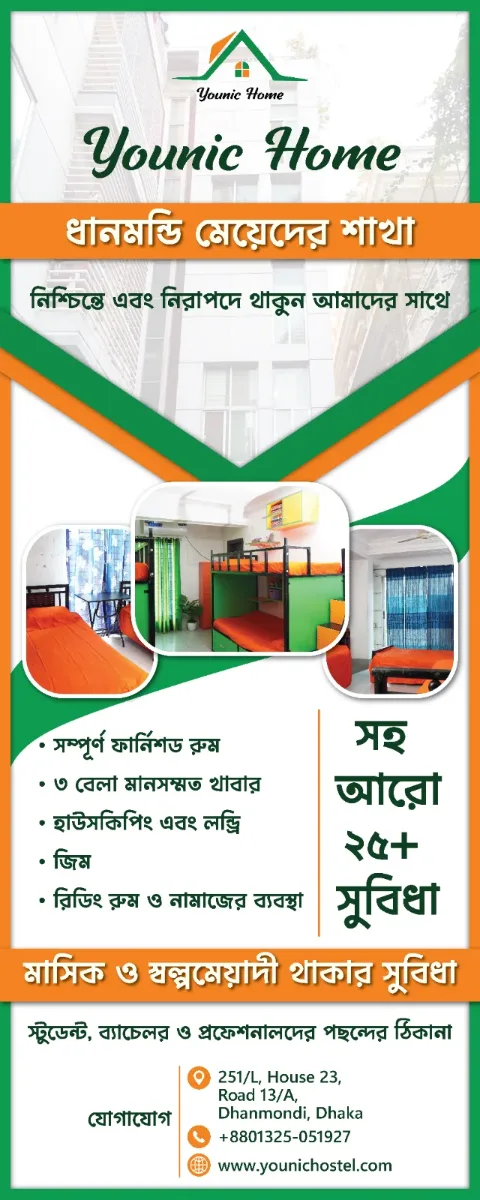 Younic Home
Younic Home
ধানমন্ডি মেয়েদের শাখা
নিশ্চিন্তে এবং নিরাপদে থাকুন আমাদের সাথে
• সম্পূর্ণ ফার্নিশড রুম
• ৩ বেলা মানসম্মত খাবার
• হাউসকিপিং এবং লন্ড্রি
• জিম
• রিডিং রুম ও নামাজের ব্যবস্থা
সহ
আরো
২৫+
সুবিধা
মাসিক ও স্বল্পমেয়াদী থাকার সুবিধা
স্টুডেন্ট, ব্যাচেলর ও প্রফেশনালদের পছন্দের ঠিকানা
যোগাযোগ
251/L, House 23,
Road 13/A,
Dhanmondi, Dhaka
+8801325-051927
www.younichostel.com